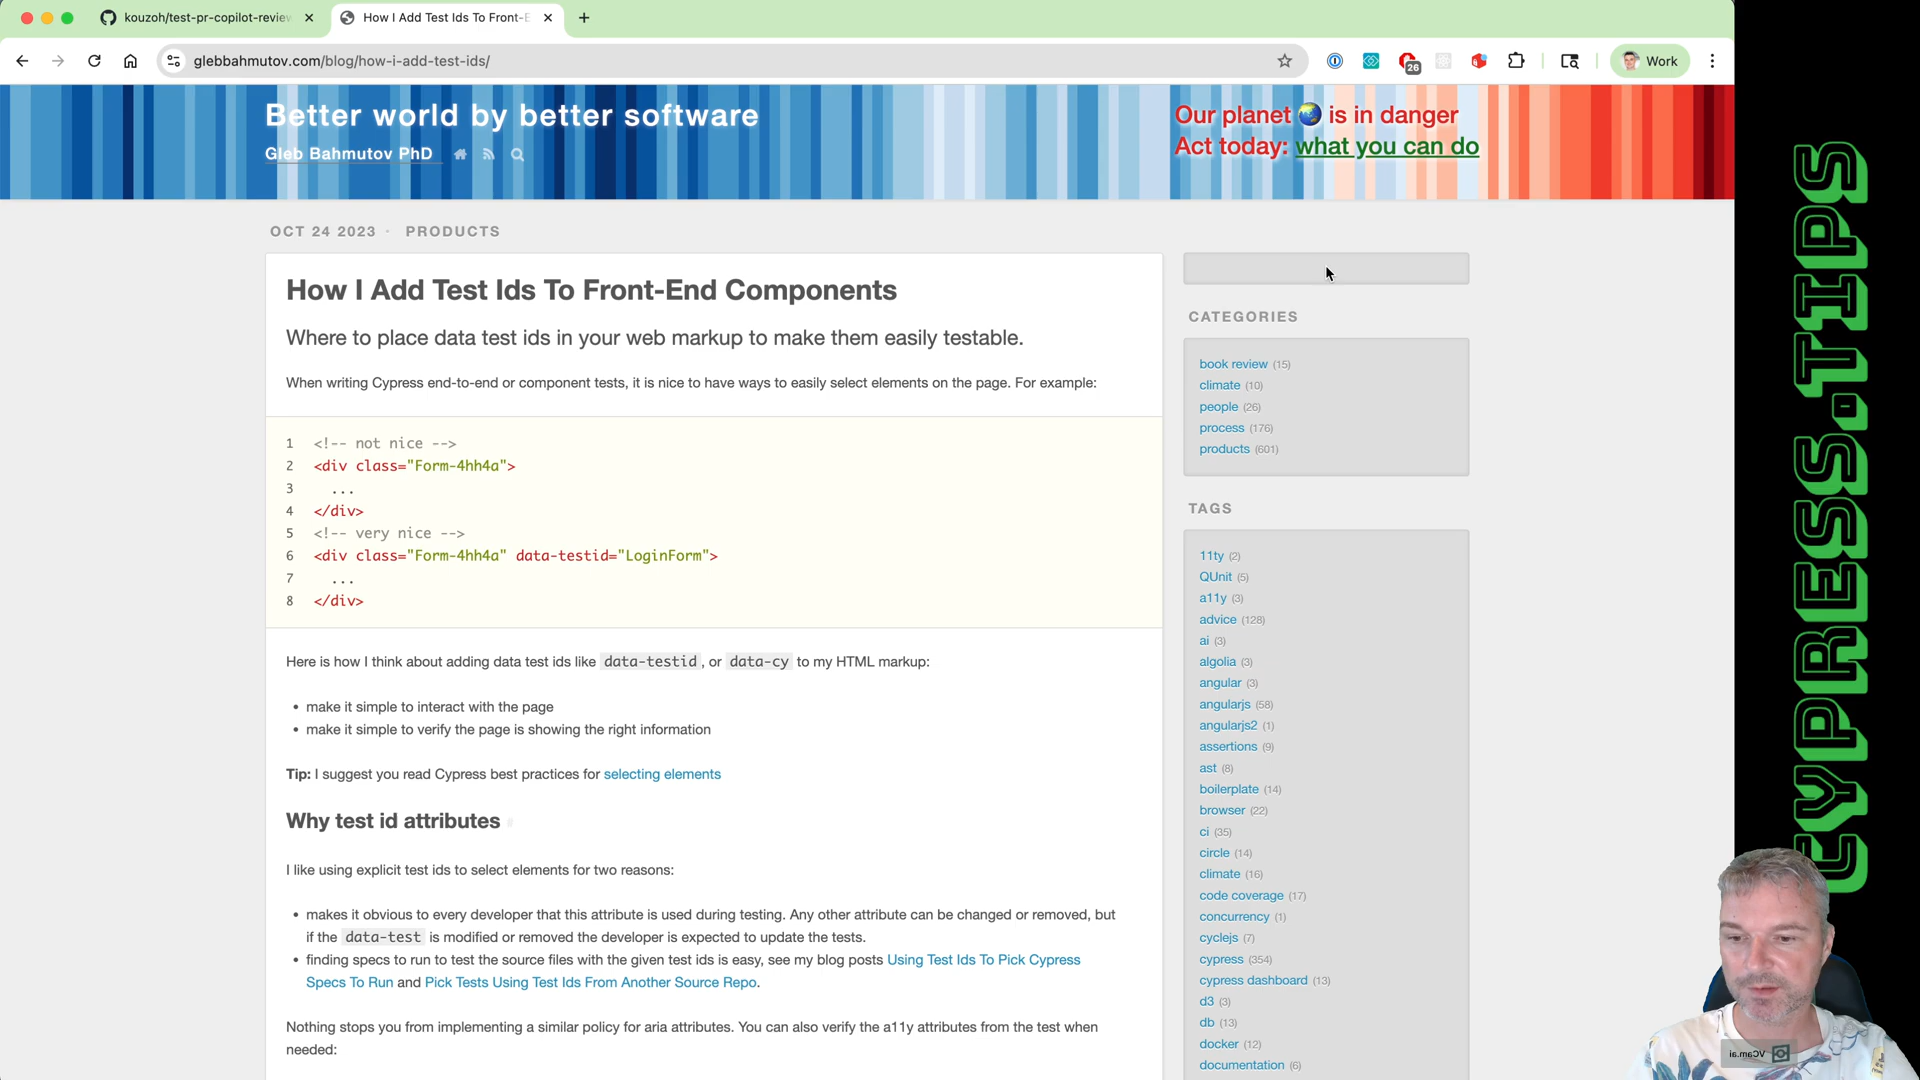 kouzoh/test-pr-copilot-review
How I Add Test Ids To Front-E
glebbahmutov.com/blog/how-i-add-test-ids/
26
Work
Better world by better software
Gleb Bahmutov PhD
Our planet 🌏 is in danger
Act today: what you can do
OCT 24 2023 · PRODUCTS
How I Add Test Ids To Front-End Components
Where to place data test ids in your web markup to make them easily testable.
When writing Cypress end-to-end or component tests, it is nice to have ways to easily select elements on the page. For example:
1 <!-- not nice -->
2 <div class="Form-4hh4a">
3 ...
4 </div>
5 <!-- very nice -->
6 <div class="Form-4hh4a" data-testid="LoginForm">
7 ...
8 </div>
Here is how I think about adding data test ids like data-testid, or data-cy to my HTML markup:
• make it simple to interact with the page
• make it simple to verify the page is showing the right information
Tip: I suggest you read Cypress best practices for selecting elements
Why test id attributes #
I like using explicit test ids to select elements for two reasons:
• makes it obvious to every developer that this attribute is used during testing. Any other attribute can be changed or removed, but
if the data-test is modified or removed the developer is expected to update the tests.
• finding specs to run to test the source files with the given test ids is easy, see my blog posts Using Test Ids To Pick Cypress
Specs To Run and Pick Tests Using Test Ids From Another Source Repo.
Nothing stops you from implementing a similar policy for aria attributes. You can also verify the a11y attributes from the test when
needed:
CATEGORIES
book review (15)
climate (10)
people (26)
process (176)
products (601)
TAGS
11ty (2)
QUnit (5)
a11y (3)
advice (128)
ai (3)
algolia (3)
angular (3)
angularjs (58)
angularjs2 (1)
assertions (9)
ast (8)
boilerplate (14)
browser (22)
ci (35)
circle (14)
climate (16)
code coverage (17)
concurrency (1)
cyclejs (7)
cypress (354)
cypress dashboard (13)
d3 (3)
db (13)
docker (12)
documentation (6)
CYPRESS.TIPS
VCam.ai